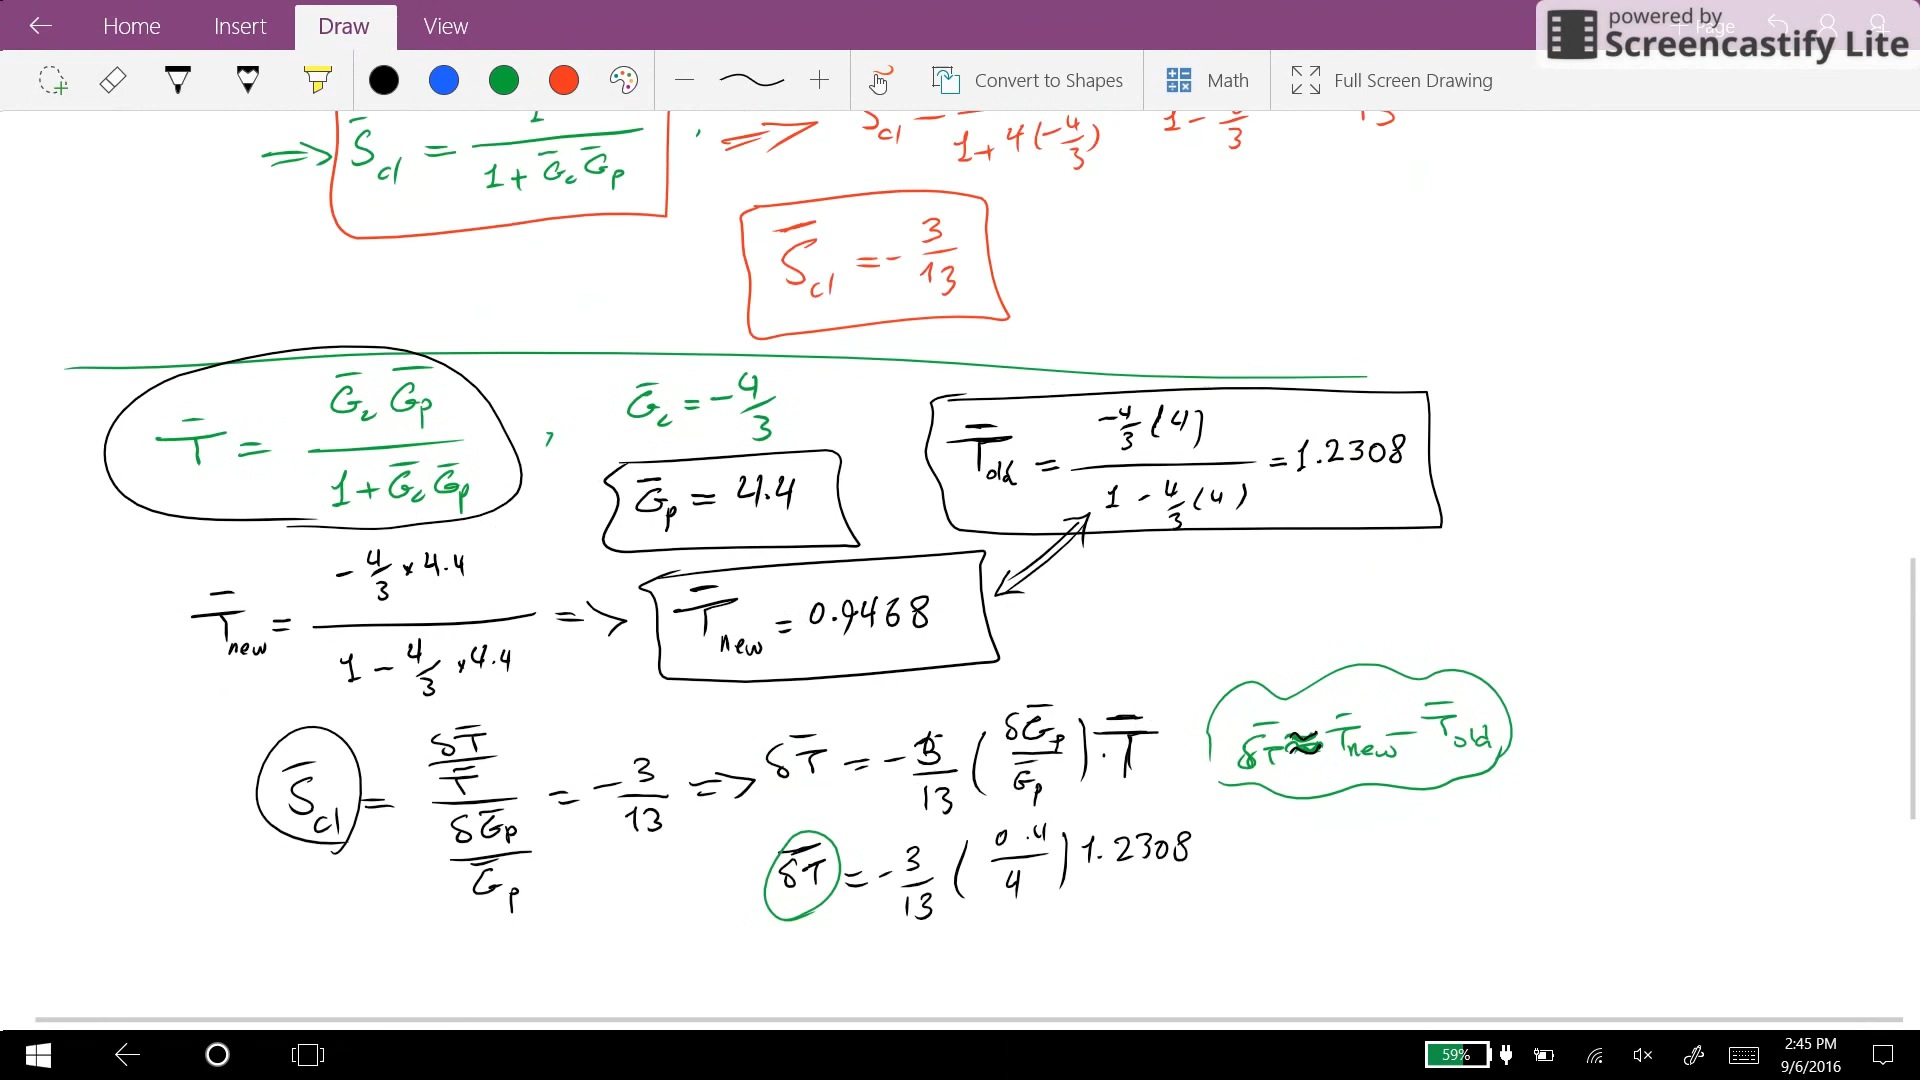 powered by
Screencastify Lite
Home Insert Draw View
Convert to Shapes Math Full Screen Drawing
=> S̄cl = 1 / (1 + ḠcḠp) , => Scl = 1 + 4(-4/3)
S̄cl = - 3/13
T̄ = ḠcḠp / (1 + ḠcḠp) , Ḡc = -4/3
Ḡp = 4.4
T̄old = -4/3 (4) / (1 - 4/3 (4)) = 1.2308
T̄new = - 4/3 × 4.4 / (1 - 4/3 × 4.4) => T̄new = 0.9468
S̄cl = (δT̄/T̄) / (δḠp/Ḡp) = - 3/13 => δT̄ = - 3/13 (δḠp/Ḡp) . T̄
δT̄ ≈ T̄new - T̄old
δT̄ = - 3/13 (0.4/4) 1.2308
59%
2:45 PM
9/6/2016